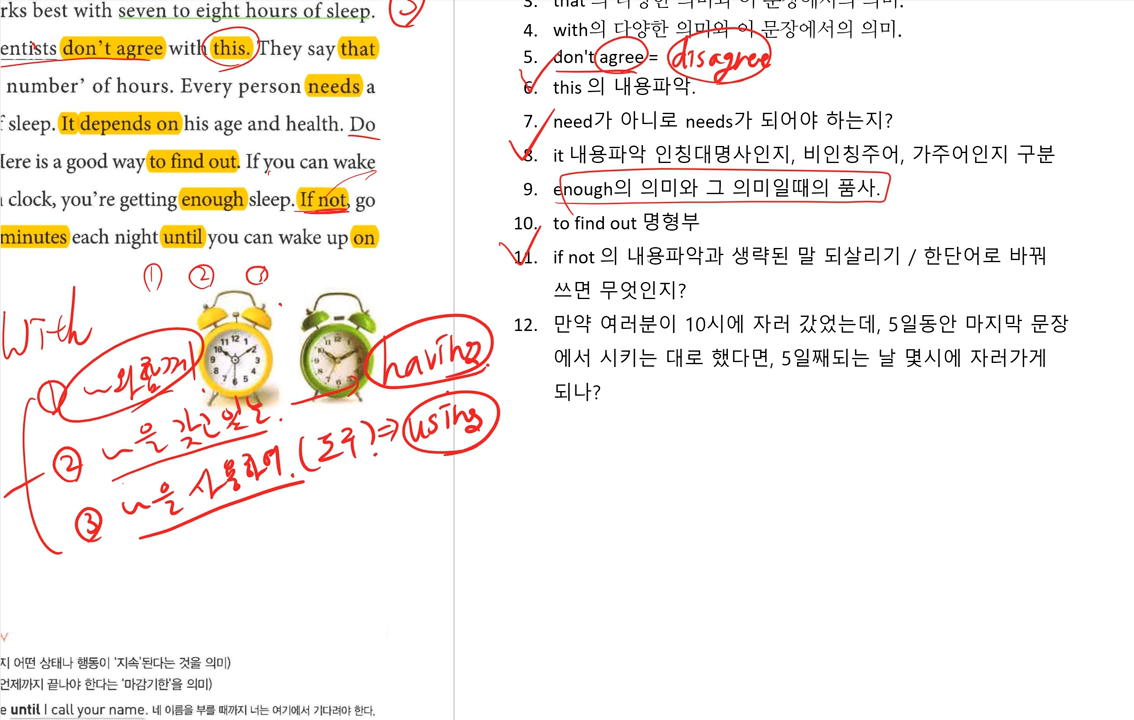 rks best with seven to eight hours of sleep.
entists don't agree with this. They say that
number' of hours. Every person needs a
f sleep. It depends on his age and health. Do
Here is a good way to find out. If you can wake
clock, you're getting enough sleep. If not, go
minutes each night until you can wake up on
① ② ③
With
① ~와 함께
② ~을 갖고 있는. → having
③ ~을 사용하여. (도구) ⇒ using
지 어떤 상태나 행동이 '지속'된다는 것을 의미)
언제까지 끝나야 한다는 '마감기한'을 의미)
e until I call your name. 네 이름을 부를 때까지 너는 여기에서 기다려야 한다.
3. that 의 다양한 의미와 이 문장에서의 의미.
4. with의 다양한 의미와 이 문장에서의 의미.
5. don't agree = disagree
6. this 의 내용파악.
7. need가 아니로 needs가 되어야 하는지?
8. it 내용파악 인칭대명사인지, 비인칭주어, 가주어인지 구분
9. enough의 의미와 그 의미일때의 품사.
10. to find out 명형부
11. if not 의 내용파악과 생략된 말 되살리기 / 한단어로 바꿔
쓰면 무엇인지?
12. 만약 여러분이 10시에 자러 갔었는데, 5일동안 마지막 문장
에서 시키는 대로 했다면, 5일째되는 날 몇시에 자러가게
되나?